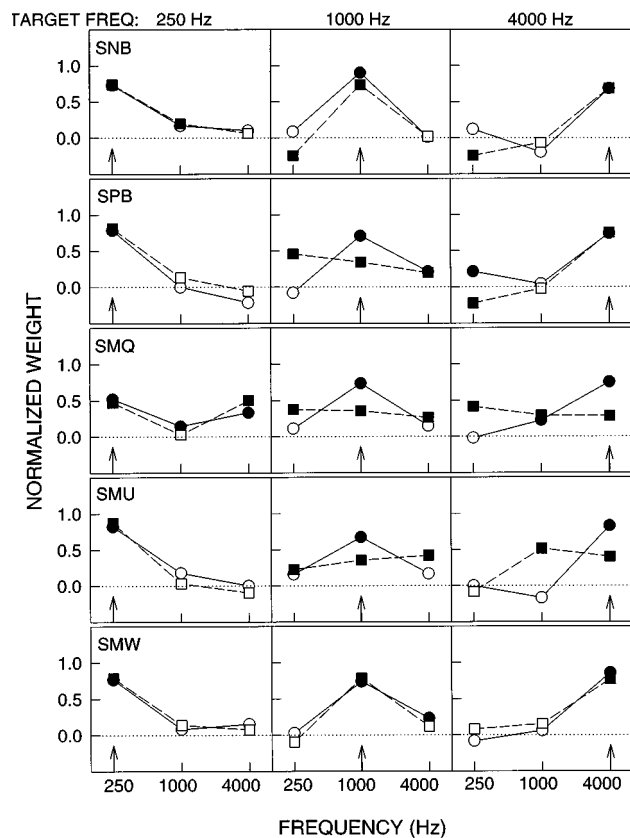 TARGET FREQ: 250 Hz 1000 Hz 4000 Hz
SNB
1.0
0.5
0.0
SPB
1.0
0.5
0.0
SMQ
1.0
0.5
0.0
SMU
1.0
0.5
0.0
SMW
1.0
0.5
0.0
NORMALIZED WEIGHT
250 1000 4000 250 1000 4000 250 1000 4000
FREQUENCY (Hz)